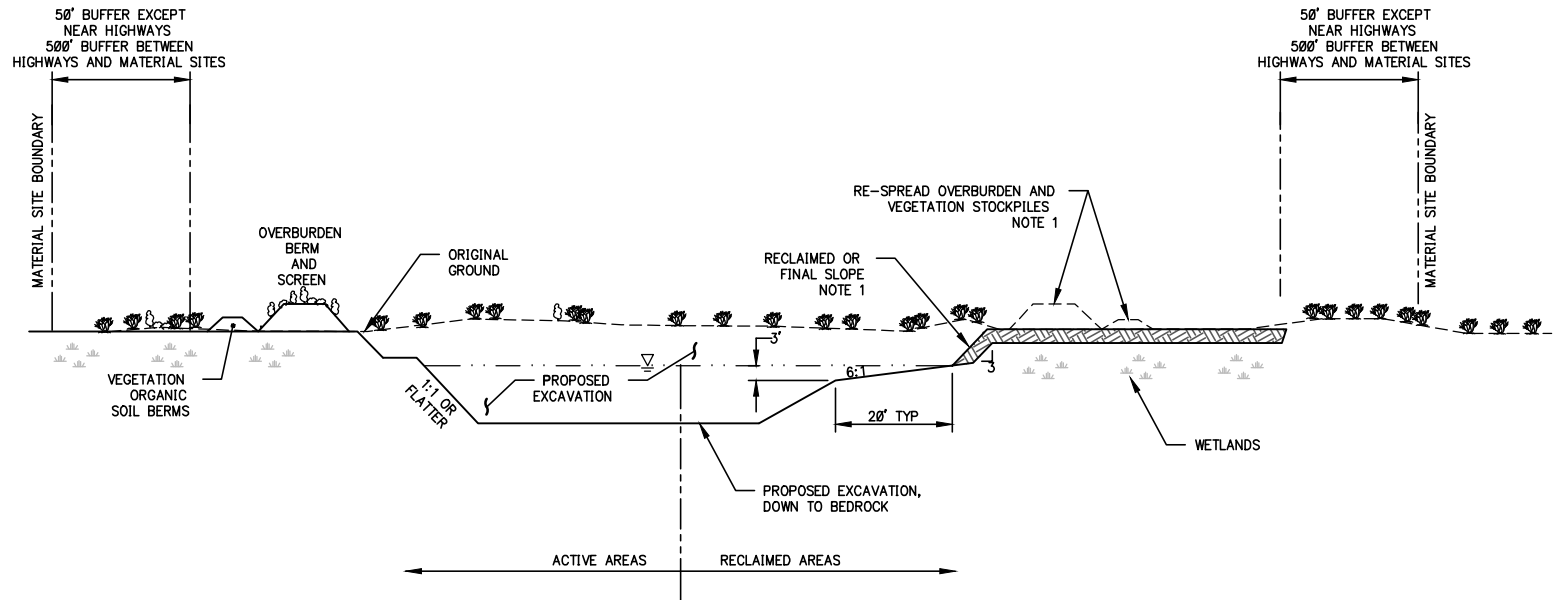 50' BUFFER EXCEPT
NEAR HIGHWAYS
500' BUFFER BETWEEN
HIGHWAYS AND MATERIAL SITES
50' BUFFER EXCEPT
NEAR HIGHWAYS
500' BUFFER BETWEEN
HIGHWAYS AND MATERIAL SITES
MATERIAL SITE BOUNDARY
MATERIAL SITE BOUNDARY
OVERBURDEN
BERM
AND
SCREEN
ORIGINAL
GROUND
RE-SPREAD OVERBURDEN AND
VEGETATION STOCKPILES
NOTE 1
RECLAIMED OR
FINAL SLOPE
NOTE 1
3'
VEGETATION
ORGANIC
SOIL BERMS
1:1 OR
FLATTER
PROPOSED
EXCAVATION
6:1
3
20' TYP
WETLANDS
PROPOSED EXCAVATION,
DOWN TO BEDROCK
ACTIVE AREAS
RECLAIMED AREAS